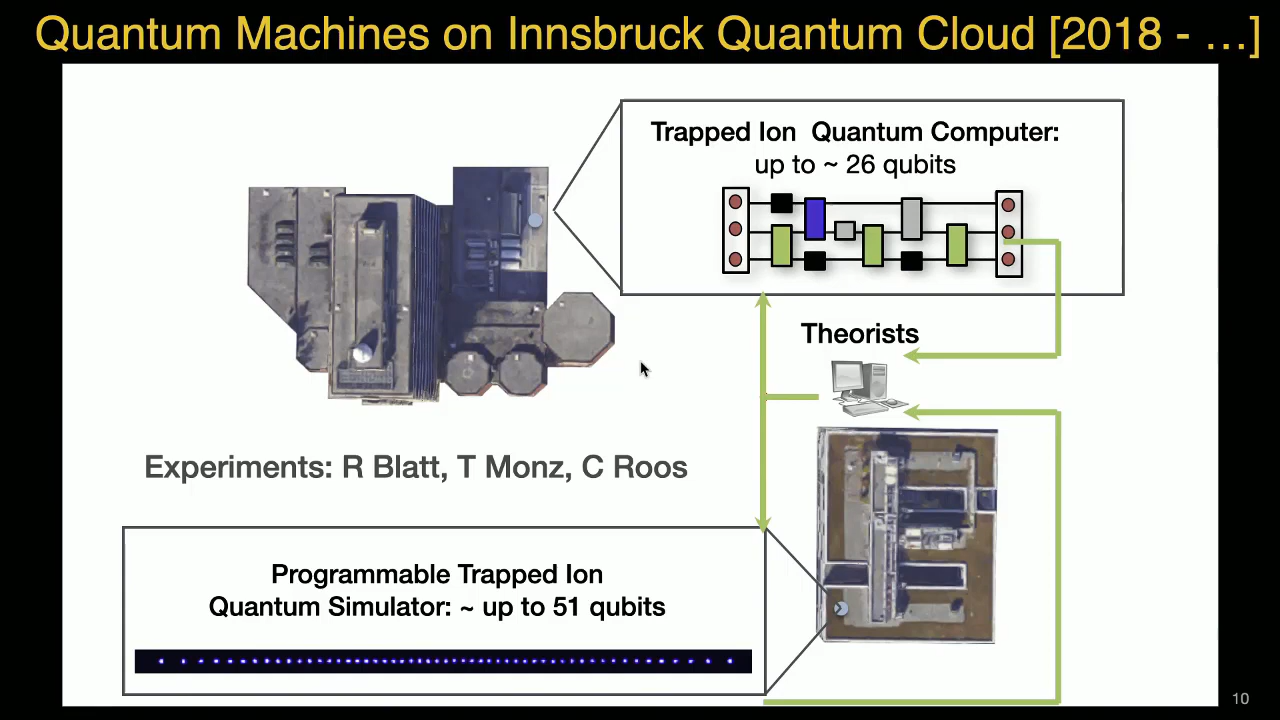 Quantum Machines on Innsbruck Quantum Cloud [2018 - …]
Trapped Ion Quantum Computer:
up to ~ 26 qubits
Theorists
Experiments: R Blatt, T Monz, C Roos
Programmable Trapped Ion
Quantum Simulator: ~ up to 51 qubits
10